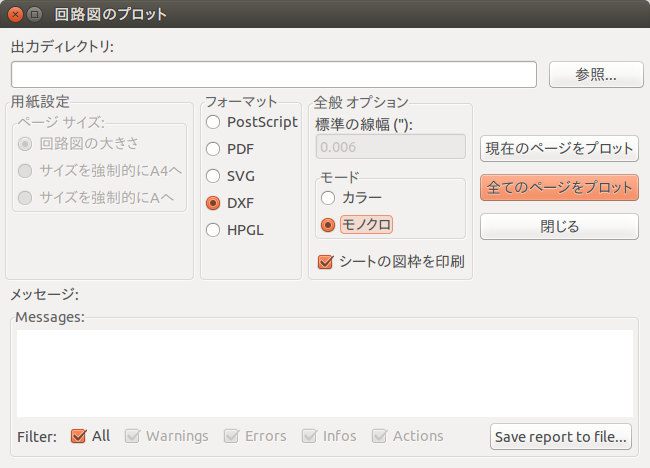 回路図のプロット
出力ディレクトリ:
参照...
用紙設定
ページ サイズ:
回路図の大きさ
サイズを強制的にA4へ
サイズを強制的にAへ
フォーマット
PostScript
PDF
SVG
DXF
HPGL
全般 オプション
標準の線幅 ("):
0.006
モード
カラー
モノクロ
シートの図枠を印刷
現在のページをプロット
全てのページをプロット
閉じる
メッセージ:
Messages:
Filter: All Warnings Errors Infos Actions
Save report to file...